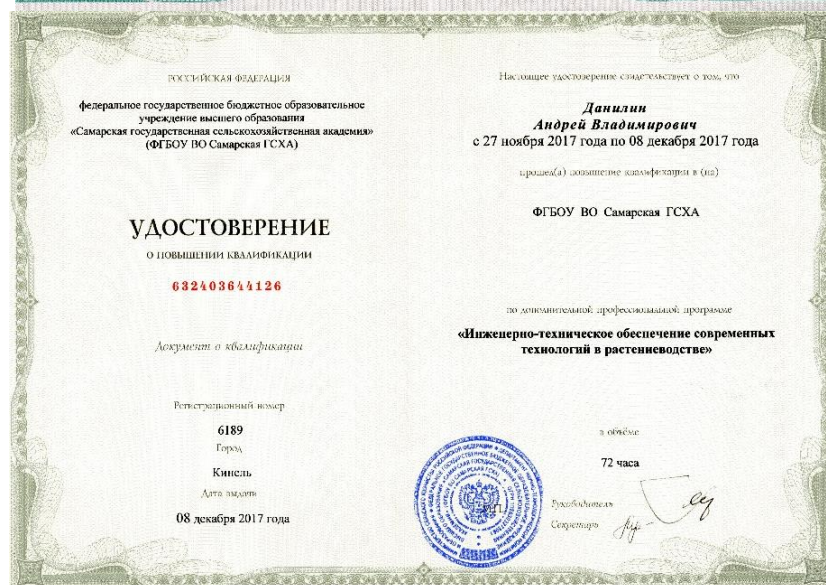 РОССИЙСКАЯ ФЕДЕРАЦИЯ
федеральное государственное бюджетное образовательное
учреждение высшего образования
«Самарская государственная сельскохозяйственная академия»
(ФГБОУ ВО Самарская ГСХА)
УДОСТОВЕРЕНИЕ
О ПОВЫШЕНИИ КВАЛИФИКАЦИИ
632403644126
Документ о квалификации
Регистрационный номер
6189
Город
Кинель
Дата выдачи
08 декабря 2017 года
Настоящее удостоверение свидетельствует о том, что
Данилин
Андрей Владимирович
с 27 ноября 2017 года по 08 декабря 2017 года
прошел(а) повышение квалификации в (на)
ФГБОУ ВО Самарская ГСХА
по дополнительной профессиональной программе
«Инженерно-техническое обеспечение современных
технологий в растениеводстве»
в объёме
72 часа
Руководитель
Секретарь